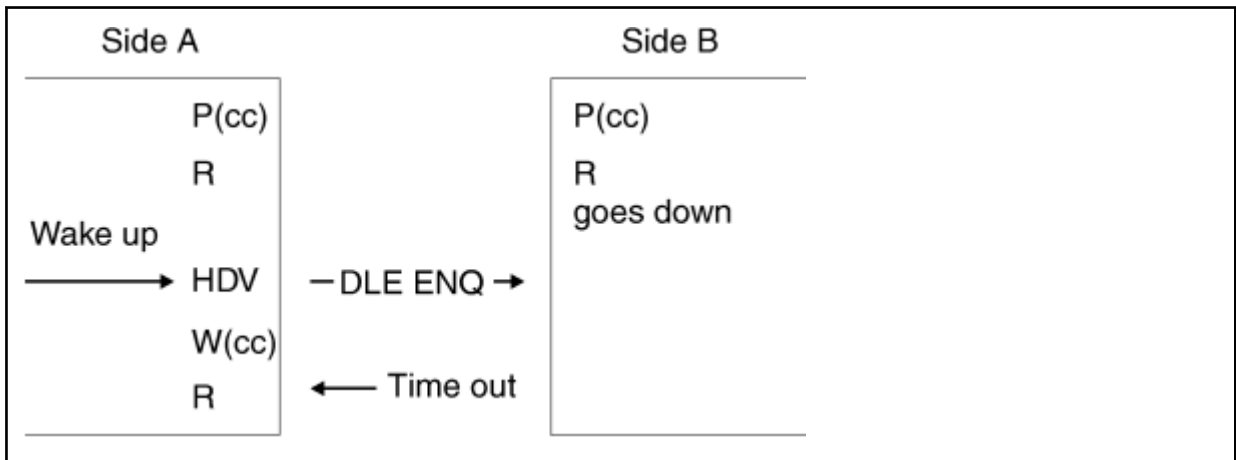 Side A
Side B
P(cc)
R
Wake up
HDV
W(cc)
R
DLE ENQ
Time out
P(cc)
R
goes down